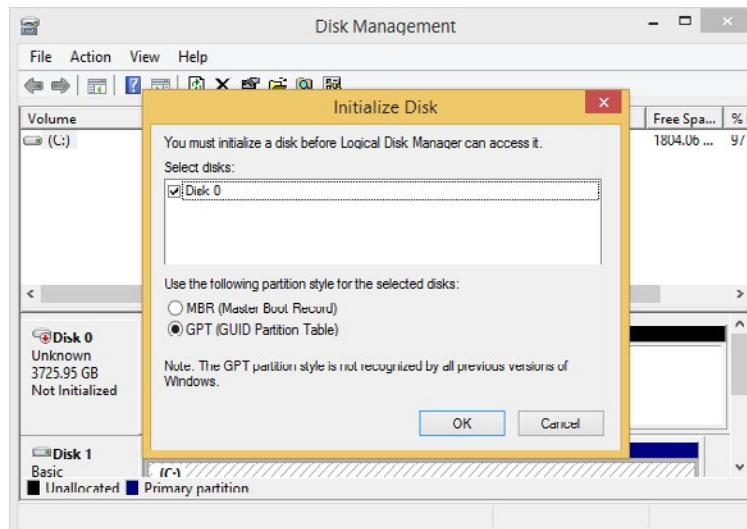 Disk Management
File Action View Help
Volume
Free Spa...
%
(C:)
1804.06 ...
97
Initialize Disk
You must initialize a disk before Logical Disk Manager can access it.
Select disks:
Disk 0
Use the following partition style for the selected disks:
MBR (Master Boot Record)
GPT (GUID Partition Table)
Note: The GPT partition style is not recognized by all previous versions of
Windows.
OK
Cancel
Disk 0
Unknown
3725.95 GB
Not Initialized
Disk 1
Basic
(C:)
Unallocated
Primary partition